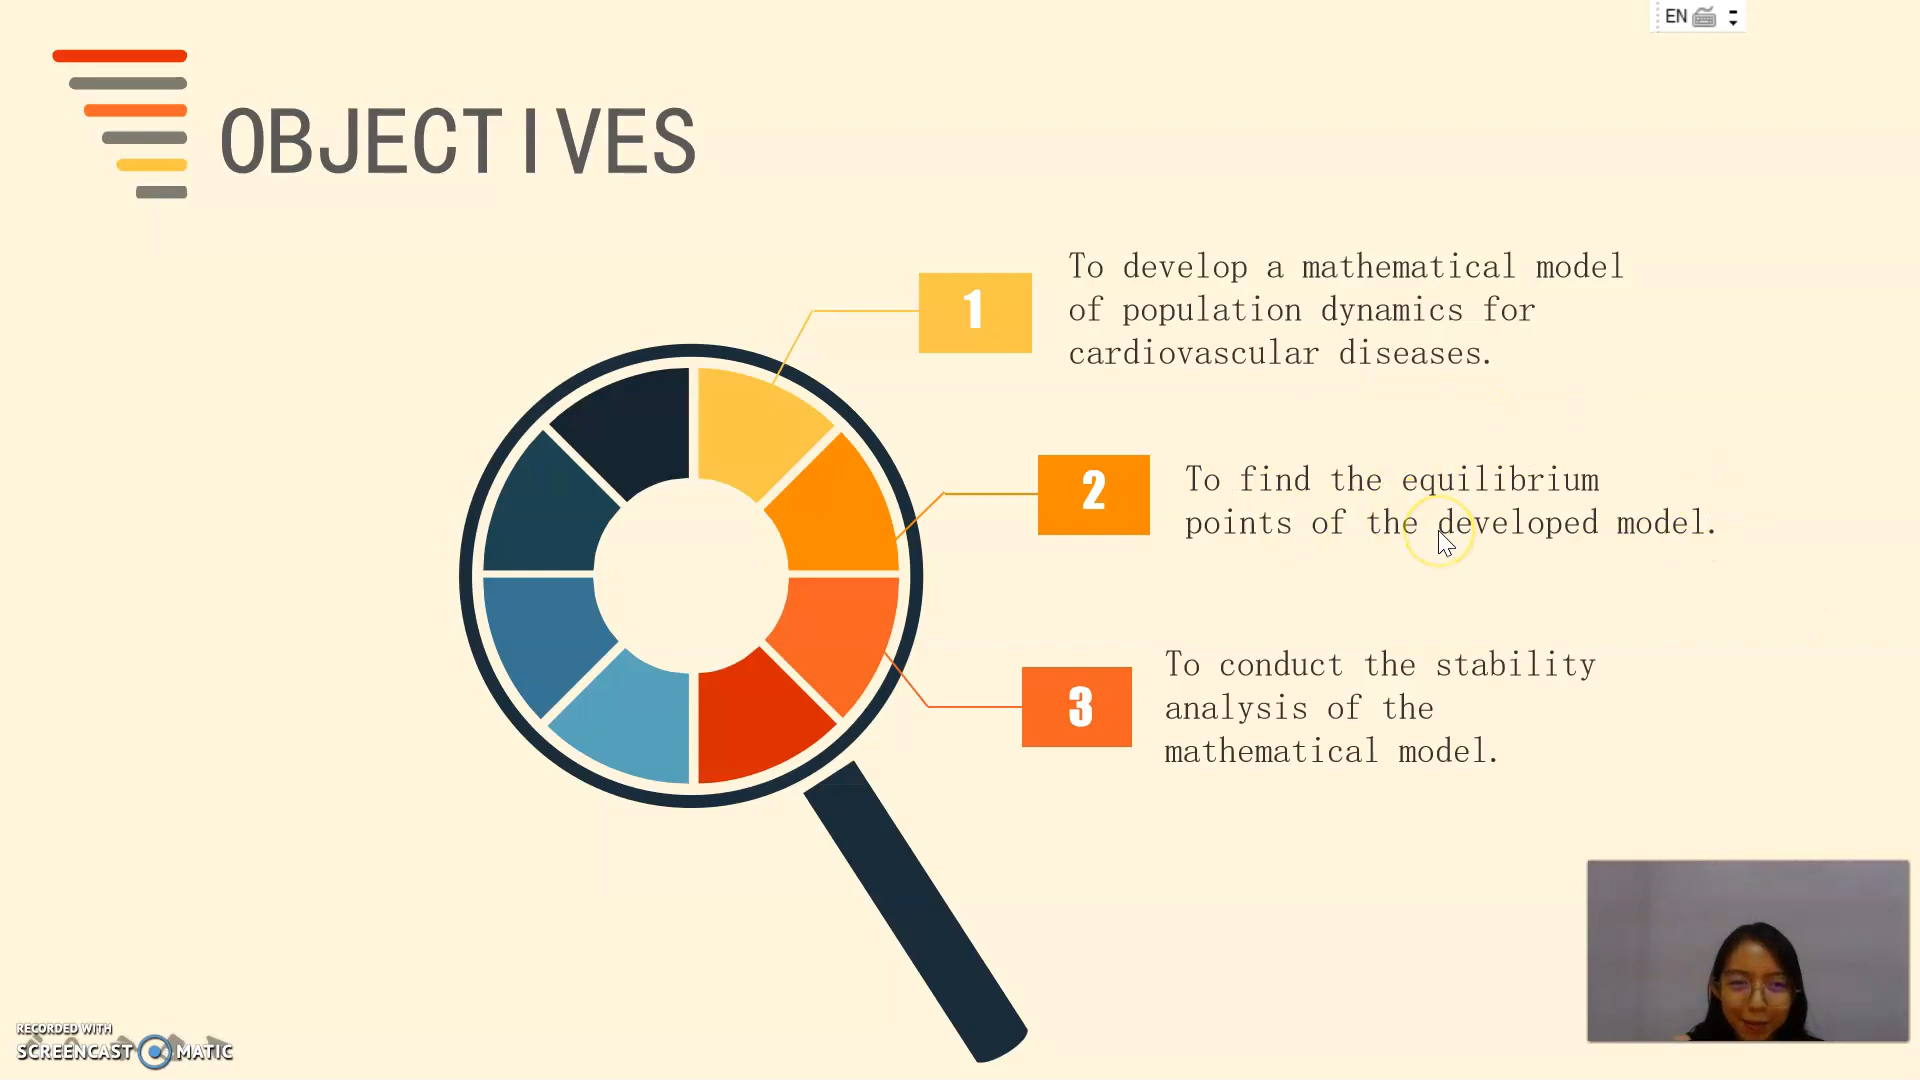 EN
OBJECTIVES
1
To develop a mathematical model
of population dynamics for
cardiovascular diseases.
2
To find the equilibrium
points of the developed model.
3
To conduct the stability
analysis of the
mathematical model.
RECORDED WITH
SCREENCAST MATIC